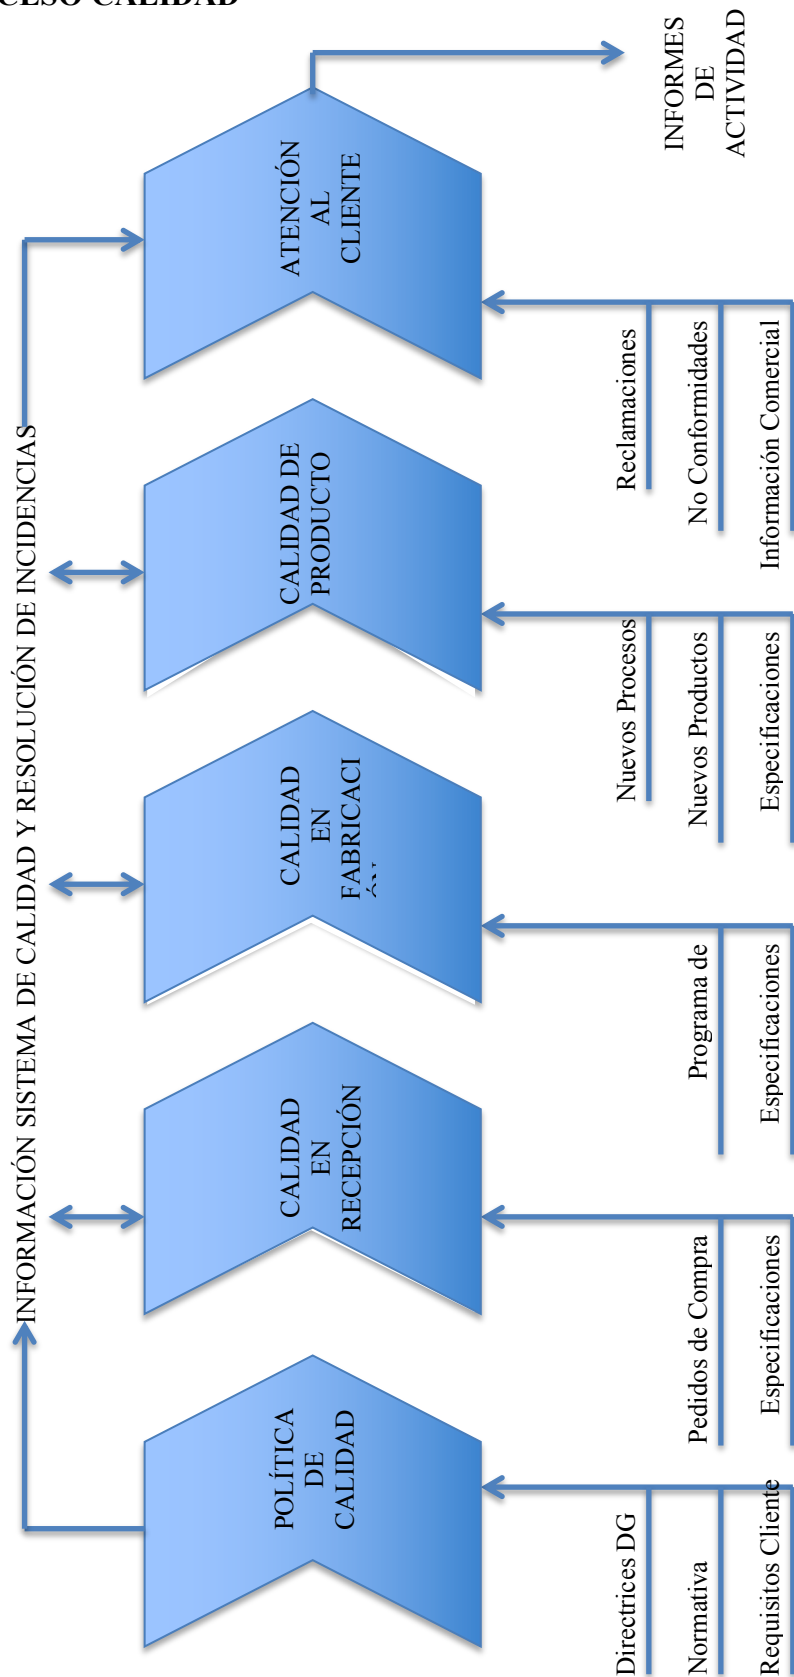 CESO CALIDAD
INFORMACIÓN SISTEMA DE CALIDAD Y RESOLUCIÓN DE INCIDENCIAS
POLÍTICA
DE
CALIDAD
CALIDAD
EN
RECEPCIÓN
CALIDAD
EN
FABRICACI
ÓN
CALIDAD DE
PRODUCTO
ATENCIÓN
AL
CLIENTE
INFORMES
DE
ACTIVIDAD
Directrices DG
Normativa
Requisitos Cliente
Pedidos de Compra
Especificaciones
Programa de
Especificaciones
Nuevos Procesos
Nuevos Productos
Especificaciones
Reclamaciones
No Conformidades
Información Comercial